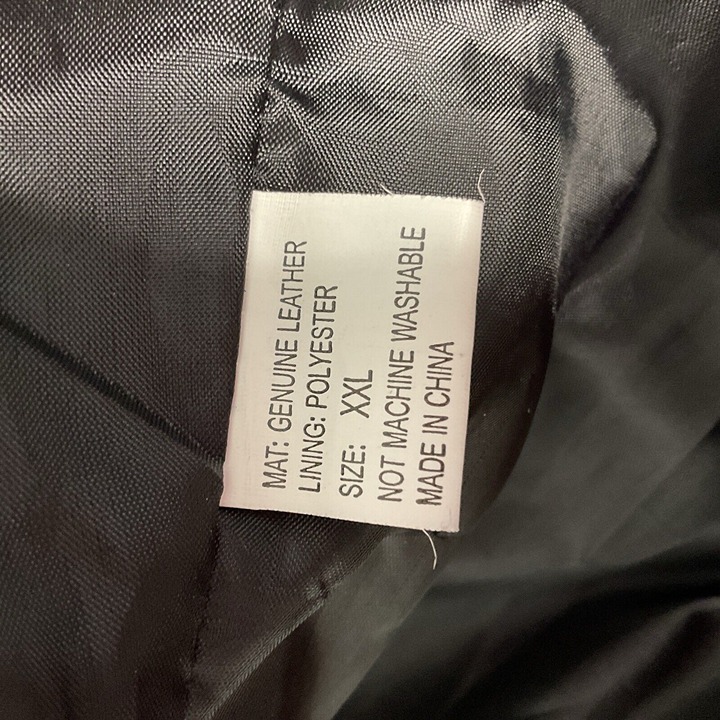 MAT: GENUINE LEATHER
LINING: POLYESTER
SIZE: XXL
NOT MACHINE WASHABLE
MADE IN CHINA